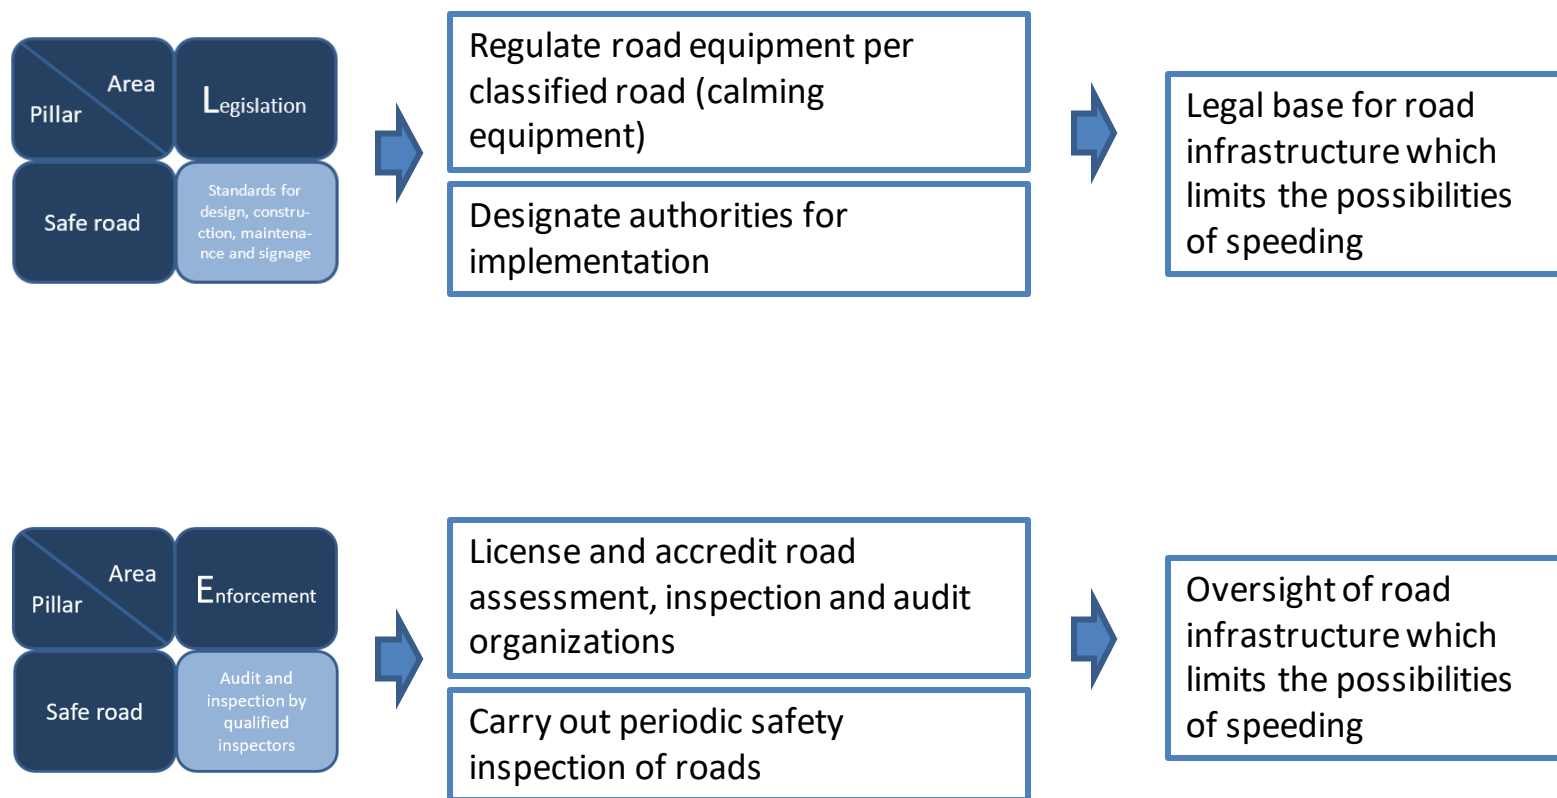 Area
Pillar
Legislation
Safe road
Standards for
design, constru-
ction, maintena-
nce and signage
Regulate road equipment per
classified road (calming
equipment)
Designate authorities for
implementation
Legal base for road
infrastructure which
limits the possibilities
of speeding
Area
Pillar
Enforcement
Safe road
Audit and
inspection by
qualified
inspectors
License and accredit road
assessment, inspection and audit
organizations
Carry out periodic safety
inspection of roads
Oversight of road
infrastructure which
limits the possibilities
of speeding